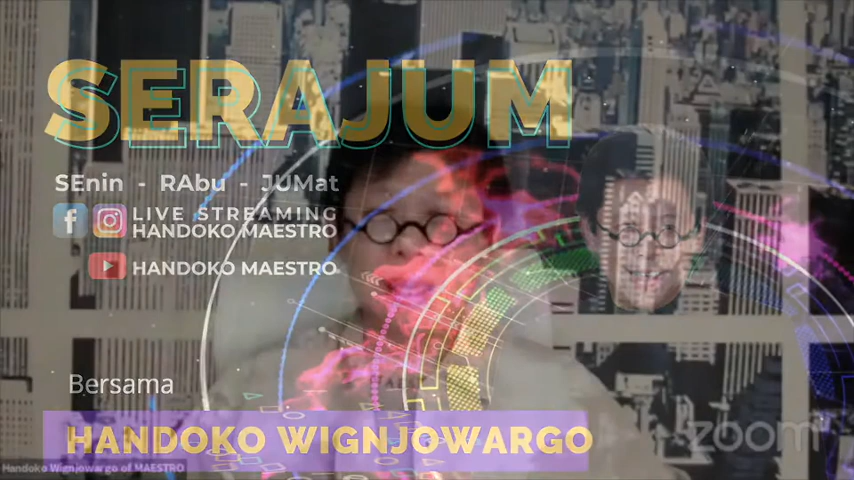 SERAJUM
SEnin - RAbu - JUMat
LIVE STREAMING
HANDOKO MAESTRO
HANDOKO MAESTRO
Bersama
HANDOKO WIGNJOWARGO
Handoko Wignjowargo of MAESTRO
zoom